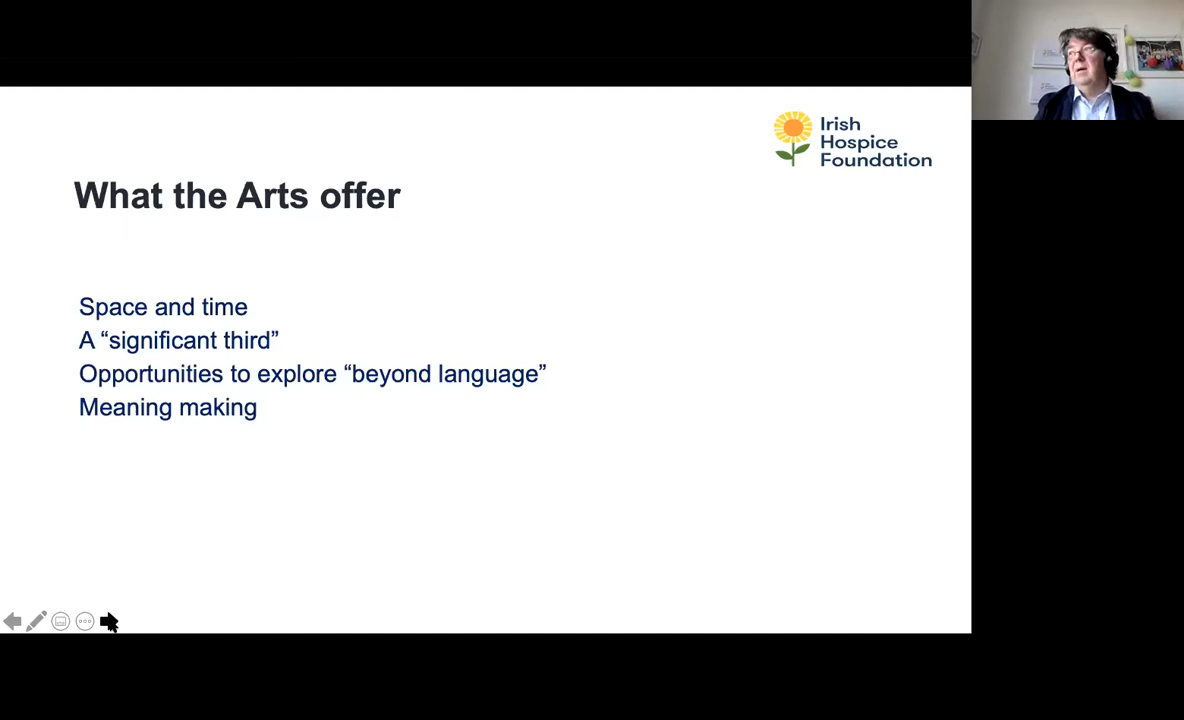 Irish
Hospice
Foundation
What the Arts offer
Space and time
A “significant third”
Opportunities to explore “beyond language”
Meaning making